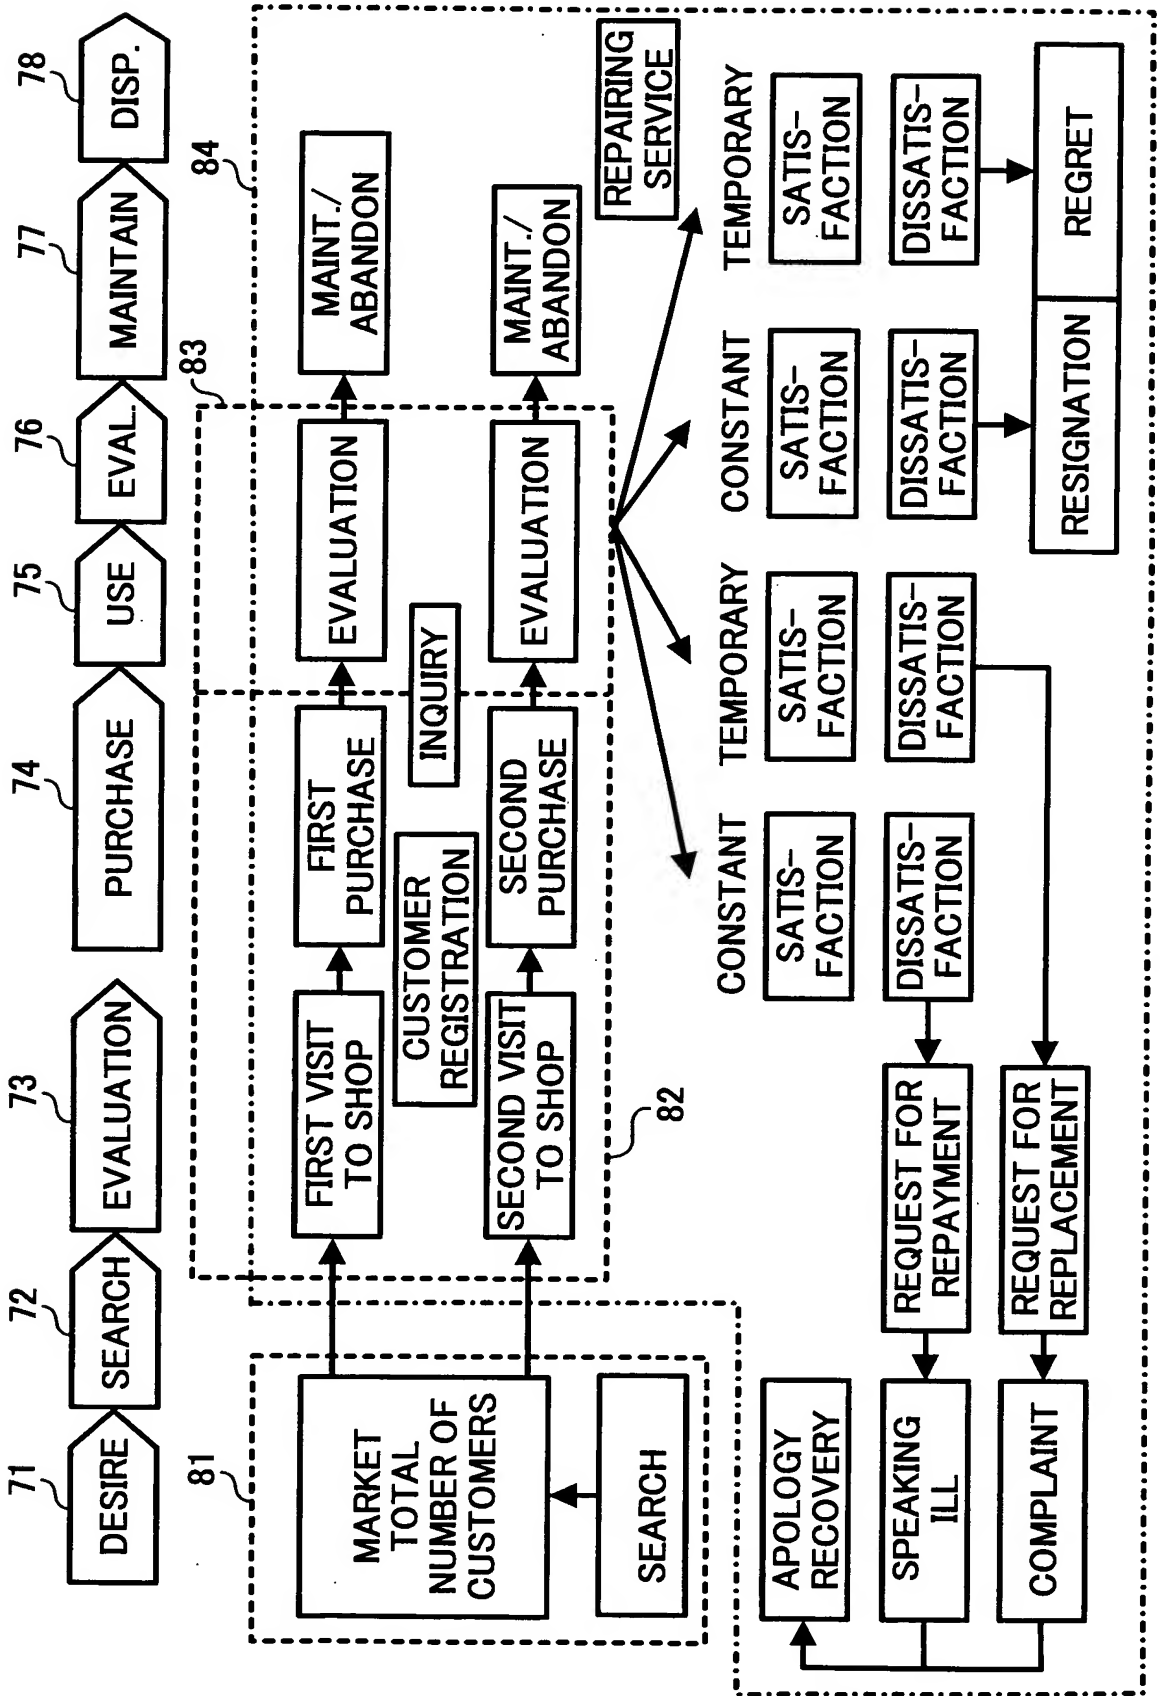 71
72
73
74
75
76
77
78
DESIRE
SEARCH
EVALUATION
PURCHASE
USE
EVAL.
MAINTAIN
DISP.
81
83
84
MARKET
TOTAL
NUMBER OF
CUSTOMERS
SEARCH
FIRST VISIT
TO SHOP
FIRST
PURCHASE
EVALUATION
MAINT./
ABANDON
CUSTOMER
REGISTRATION
INQUIRY
SECOND VISIT
TO SHOP
SECOND
PURCHASE
EVALUATION
MAINT./
ABANDON
82
REPAIRING
SERVICE
CONSTANT
TEMPORARY
CONSTANT
TEMPORARY
APOLOGY
RECOVERY
SATIS-
FACTION
SATIS-
FACTION
SATIS-
FACTION
SATIS-
FACTION
SPEAKING
ILL
REQUEST FOR
REPAYMENT
DISSATIS-
FACTION
DISSATIS-
FACTION
DISSATIS-
FACTION
DISSATIS-
FACTION
COMPLAINT
REQUEST FOR
REPLACEMENT
RESIGNATION
REGRET